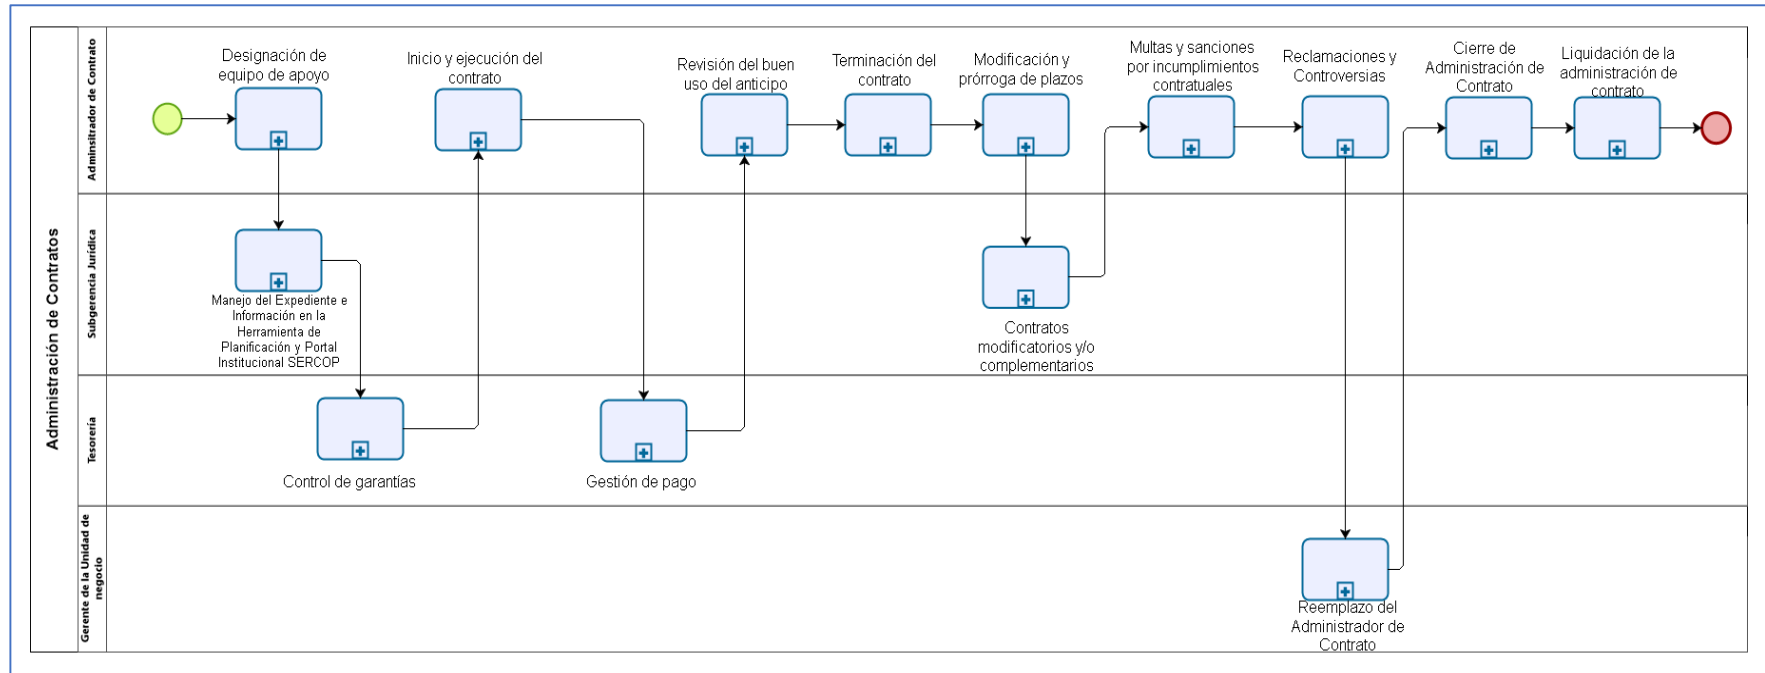 Administración de Contratos
Adminsitrador de Contrato
Designación de
equipo de apoyo
Inicio y ejecución del
contrato
Revisión del buen
uso del anticipo
Terminación del
contrato
Modificación y
prórroga de plazos
Multas y sanciones
por incumplimientos
contratuales
Reclamaciones y
Controversias
Cierre de
Administración de
Contrato
Liquidación de la
administración de
contrato
Subgerencia Jurídica
Manejo del Expediente e
Información en la
Herramienta de
Planificación y Portal
Institucional SERCOP
Contratos
modificatorios y/o
complementarios
Tesorería
Control de garantías
Gestión de pago
Gerente de la Unidad de
negocio
Reemplazo del
Administrador de
Contrato